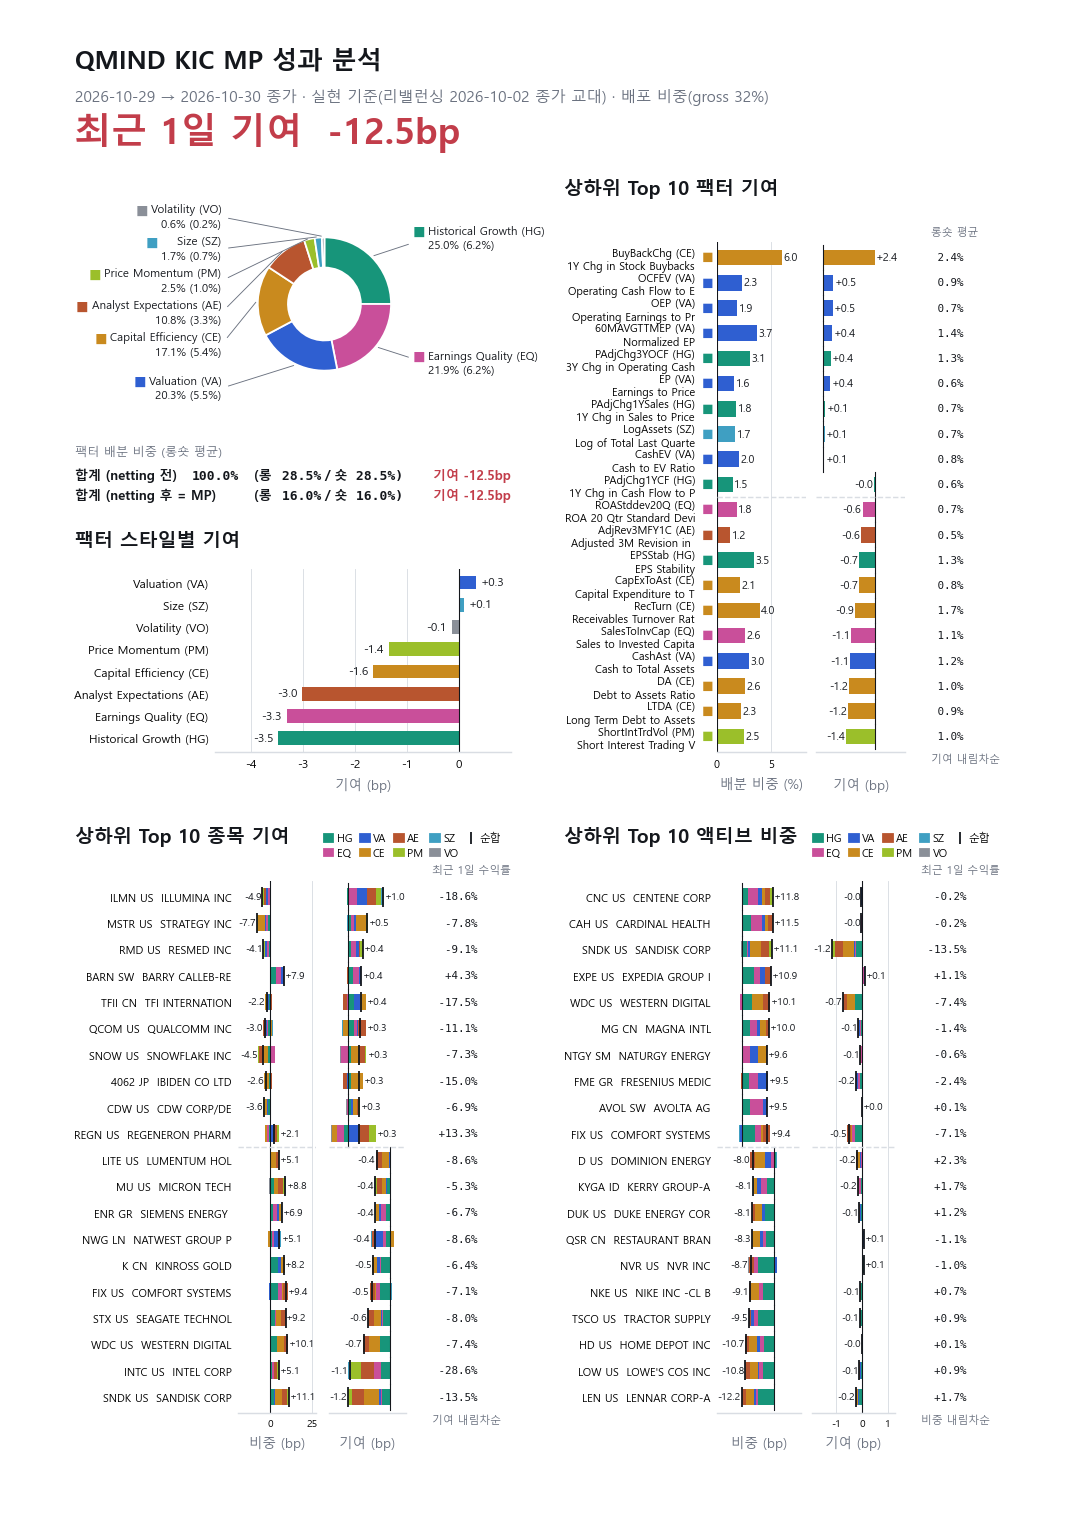 QMIND KIC MP 성과 분석
2026-10-29 → 2026-10-30 종가 · 실현 기준(리밸런싱 2026-10-02 종가 교대) · 배포 비중(gross 32%)
최근 1일 기여 -12.5bp
Volatility (VO)
0.6% (0.2%)
Size (SZ)
1.7% (0.7%)
Price Momentum (PM)
2.5% (1.0%)
Analyst Expectations (AE)
10.8% (3.3%)
Capital Efficiency (CE)
17.1% (5.4%)
Valuation (VA)
20.3% (5.5%)
Historical Growth (HG)
25.0% (6.2%)
Earnings Quality (EQ)
21.9% (6.2%)
팩터 배분 비중 (롱숏 평균)
합계 (netting 전) 100.0% (롱 28.5% / 숏 28.5%) 기여 -12.5bp
합계 (netting 후 = MP) (롱 16.0% / 숏 16.0%) 기여 -12.5bp
팩터 스타일별 기여
Valuation (VA) +0.3
Size (SZ) +0.1
Volatility (VO) -0.1
Price Momentum (PM) -1.4
Capital Efficiency (CE) -1.6
Analyst Expectations (AE) -3.0
Earnings Quality (EQ) -3.3
Historical Growth (HG) -3.5
-4 -3 -2 -1 0
기여 (bp)
상하위 Top 10 팩터 기여
롱숏 평균
BuyBackChg (CE) 6.0 +2.4 2.4%
1Y Chg in Stock Buybacks
OCFEV (VA) 2.3 +0.5 0.9%
Operating Cash Flow to E
OEP (VA) 1.9 +0.5 0.7%
Operating Earnings to Pr
60MAVGTTMEP (VA) 3.7 +0.4 1.4%
Normalized EP
PAdjChg3YOCF (HG) 3.1 +0.4 1.3%
3Y Chg in Operating Cash
EP (VA) 1.6 +0.4 0.6%
Earnings to Price
PAdjChg1YSales (HG) 1.8 +0.1 0.7%
1Y Chg in Sales to Price
LogAssets (SZ) 1.7 +0.1 0.7%
Log of Total Last Quarte
CashEV (VA) 2.0 +0.1 0.8%
Cash to EV Ratio
PAdjChg1YCF (HG) 1.5 -0.0 0.6%
1Y Chg in Cash Flow to P
ROAStddev20Q (EQ) 1.8 -0.6 0.7%
ROA 20 Qtr Standard Devi
AdjRev3MFY1C (AE) 1.2 -0.6 0.5%
Adjusted 3M Revision in
EPSStab (HG) 3.5 -0.7 1.3%
EPS Stability
CapExToAst (CE) 2.1 -0.7 0.8%
Capital Expenditure to T
RecTurn (CE) 4.0 -0.9 1.7%
Receivables Turnover Rat
SalesToInvCap (EQ) 2.6 -1.1 1.1%
Sales to Invested Capita
CashAst (VA) 3.0 -1.1 1.2%
Cash to Total Assets
DA (CE) 2.6 -1.2 1.0%
Debt to Assets Ratio
LTDA (CE) 2.3 -1.2 0.9%
Long Term Debt to Assets
ShortIntTrdVol (PM) 2.5 -1.4 1.0%
Short Interest Trading V
0 5
기여 내림차순
배분 비중 (%) 기여 (bp)
상하위 Top 10 종목 기여
HG VA AE SZ 순합
EQ CE PM VO
최근 1일 수익률
ILMN US ILLUMINA INC -4.9 +1.0 -18.6%
MSTR US STRATEGY INC -7.7 +0.5 -7.8%
RMD US RESMED INC -4.1 +0.4 -9.1%
BARN SW BARRY CALLEB-RE +7.9 +0.4 +4.3%
TFII CN TFI INTERNATION -2.2 +0.4 -17.5%
QCOM US QUALCOMM INC -3.0 +0.3 -11.1%
SNOW US SNOWFLAKE INC -4.5 +0.3 -7.3%
4062 JP IBIDEN CO LTD -2.6 +0.3 -15.0%
CDW US CDW CORP/DE -3.6 +0.3 -6.9%
REGN US REGENERON PHARM +2.1 +0.3 +13.3%
LITE US LUMENTUM HOL +5.1 -0.4 -8.6%
MU US MICRON TECH +8.8 -0.4 -5.3%
ENR GR SIEMENS ENERGY +6.9 -0.4 -6.7%
NWG LN NATWEST GROUP P +5.1 -0.4 -8.6%
K CN KINROSS GOLD +8.2 -0.5 -6.4%
FIX US COMFORT SYSTEMS +9.4 -0.5 -7.1%
STX US SEAGATE TECHNOL +9.2 -0.6 -8.0%
WDC US WESTERN DIGITAL +10.1 -0.7 -7.4%
INTC US INTEL CORP +5.1 -1.1 -28.6%
SNDK US SANDISK CORP +11.1 -1.2 -13.5%
0 25
기여 내림차순
비중 (bp) 기여 (bp)
상하위 Top 10 액티브 비중
HG VA AE SZ 순합
EQ CE PM VO
최근 1일 수익률
CNC US CENTENE CORP +11.8 -0.0 -0.2%
CAH US CARDINAL HEALTH +11.5 -0.0 -0.2%
SNDK US SANDISK CORP +11.1 -1.2 -13.5%
EXPE US EXPEDIA GROUP I +10.9 +0.1 +1.1%
WDC US WESTERN DIGITAL +10.1 -0.7 -7.4%
MG CN MAGNA INTL +10.0 -0.1 -1.4%
NTGY SM NATURGY ENERGY +9.6 -0.1 -0.6%
FME GR FRESENIUS MEDIC +9.5 -0.2 -2.4%
AVOL SW AVOLTA AG +9.5 +0.0 +0.1%
FIX US COMFORT SYSTEMS +9.4 -0.5 -7.1%
D US DOMINION ENERGY -8.0 -0.2 +2.3%
KYGA ID KERRY GROUP-A -8.1 -0.2 +1.7%
DUK US DUKE ENERGY COR -8.1 -0.1 +1.2%
QSR CN RESTAURANT BRAN -8.3 +0.1 -1.1%
NVR US NVR INC -8.7 +0.1 -1.0%
NKE US NIKE INC -CL B -9.1 -0.1 +0.7%
TSCO US TRACTOR SUPPLY -9.5 -0.1 +0.9%
HD US HOME DEPOT INC -10.7 -0.0 +0.1%
LOW US LOWE'S COS INC -10.8 -0.1 +0.9%
LEN US LENNAR CORP-A -12.2 -0.2 +1.7%
-1 0 1
비중 내림차순
비중 (bp) 기여 (bp)